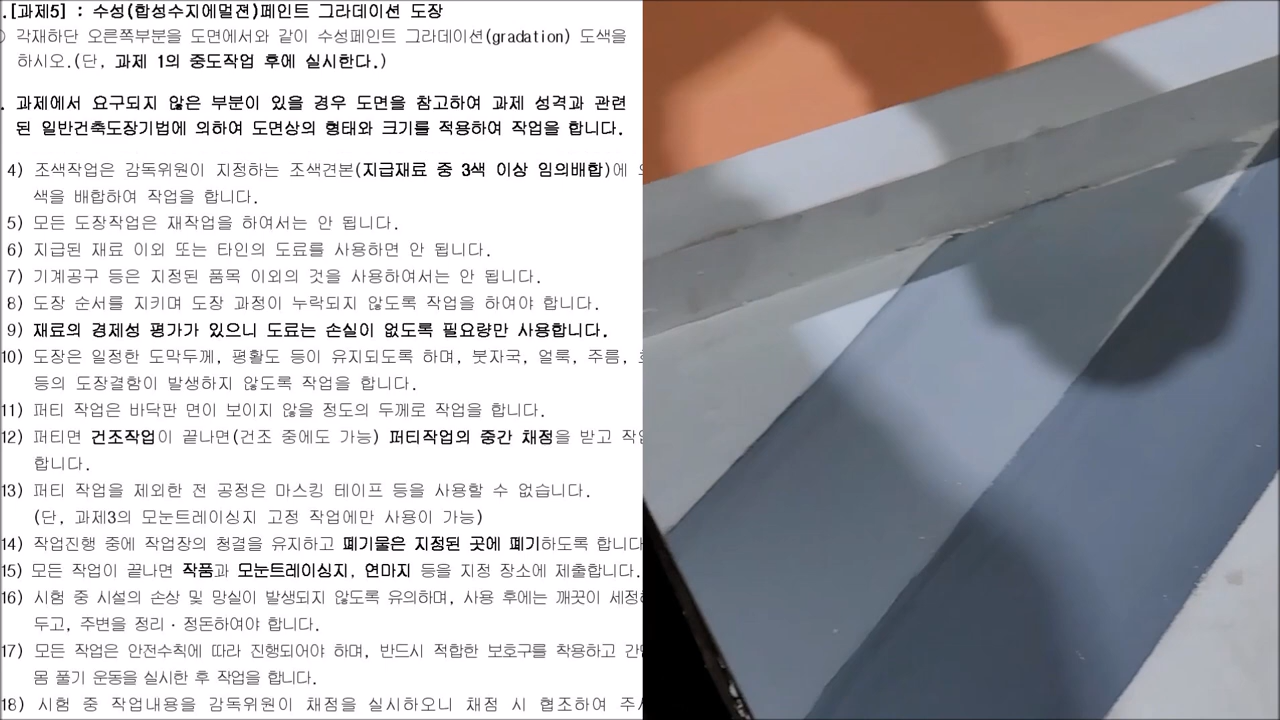 .[과제5] : 수성(합성수지에멀젼)페인트 그라데이션 도장
각재하단 오른쪽부분을 도면에서와 같이 수성페인트 그라데이션(gradation) 도색을
하시오.(단, 과제 1의 중도작업 후에 실시한다.)
. 과제에서 요구되지 않은 부분이 있을 경우 도면을 참고하여 과제 성격과 관련
된 일반건축도장기법에 의하여 도면상의 형태와 크기를 적용하여 작업을 합니다.
4) 조색작업은 감독위원이 지정하는 조색견본(지급재료 중 3색 이상 임의배합)에
색을 배합하여 작업을 합니다.
5) 모든 도장작업은 재작업을 하여서는 안 됩니다.
6) 지급된 재료 이외 또는 타인의 도료를 사용하면 안 됩니다.
7) 기계공구 등은 지정된 품목 이외의 것을 사용하여서는 안 됩니다.
8) 도장 순서를 지키며 도장 과정이 누락되지 않도록 작업을 하여야 합니다.
9) 재료의 경제성 평가가 있으니 도료는 손실이 없도록 필요량만 사용합니다.
10) 도장은 일정한 도막두께, 평활도 등이 유지되도록 하며, 붓자국, 얼룩, 주름,
등의 도장결함이 발생하지 않도록 작업을 합니다.
11) 퍼티 작업은 바닥판 면이 보이지 않을 정도의 두께로 작업을 합니다.
12) 퍼티면 건조작업이 끝나면(건조 중에도 가능) 퍼티작업의 중간 채점을 받고 작업
합니다.
13) 퍼티 작업을 제외한 전 공정은 마스킹 테이프 등을 사용할 수 없습니다.
(단, 과제3의 모눈트레이싱지 고정 작업에만 사용이 가능)
14) 작업진행 중에 작업장의 청결을 유지하고 폐기물은 지정된 곳에 폐기하도록 합니다
15) 모든 작업이 끝나면 작품과 모눈트레이싱지, 연마지 등을 지정 장소에 제출합니다.
16) 시험 중 시설의 손상 및 망실이 발생되지 않도록 유의하며, 사용 후에는 깨끗이 세정
두고, 주변을 정리·정돈하여야 합니다.
17) 모든 작업은 안전수칙에 따라 진행되어야 하며, 반드시 적합한 보호구를 착용하고
몸 풀기 운동을 실시한 후 작업을 합니다.
18) 시험 중 작업내용을 감독위원이 채점을 실시하오니 채점 시 협조하여